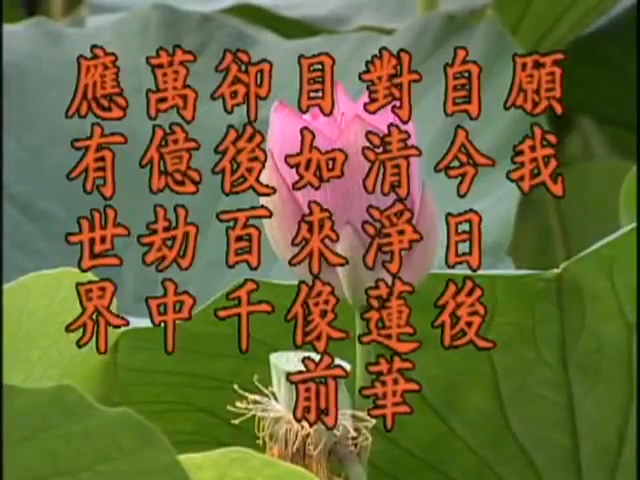 願我
自今日後
對清淨蓮華
目如來像前
卻後百千
萬億劫中
應有世界